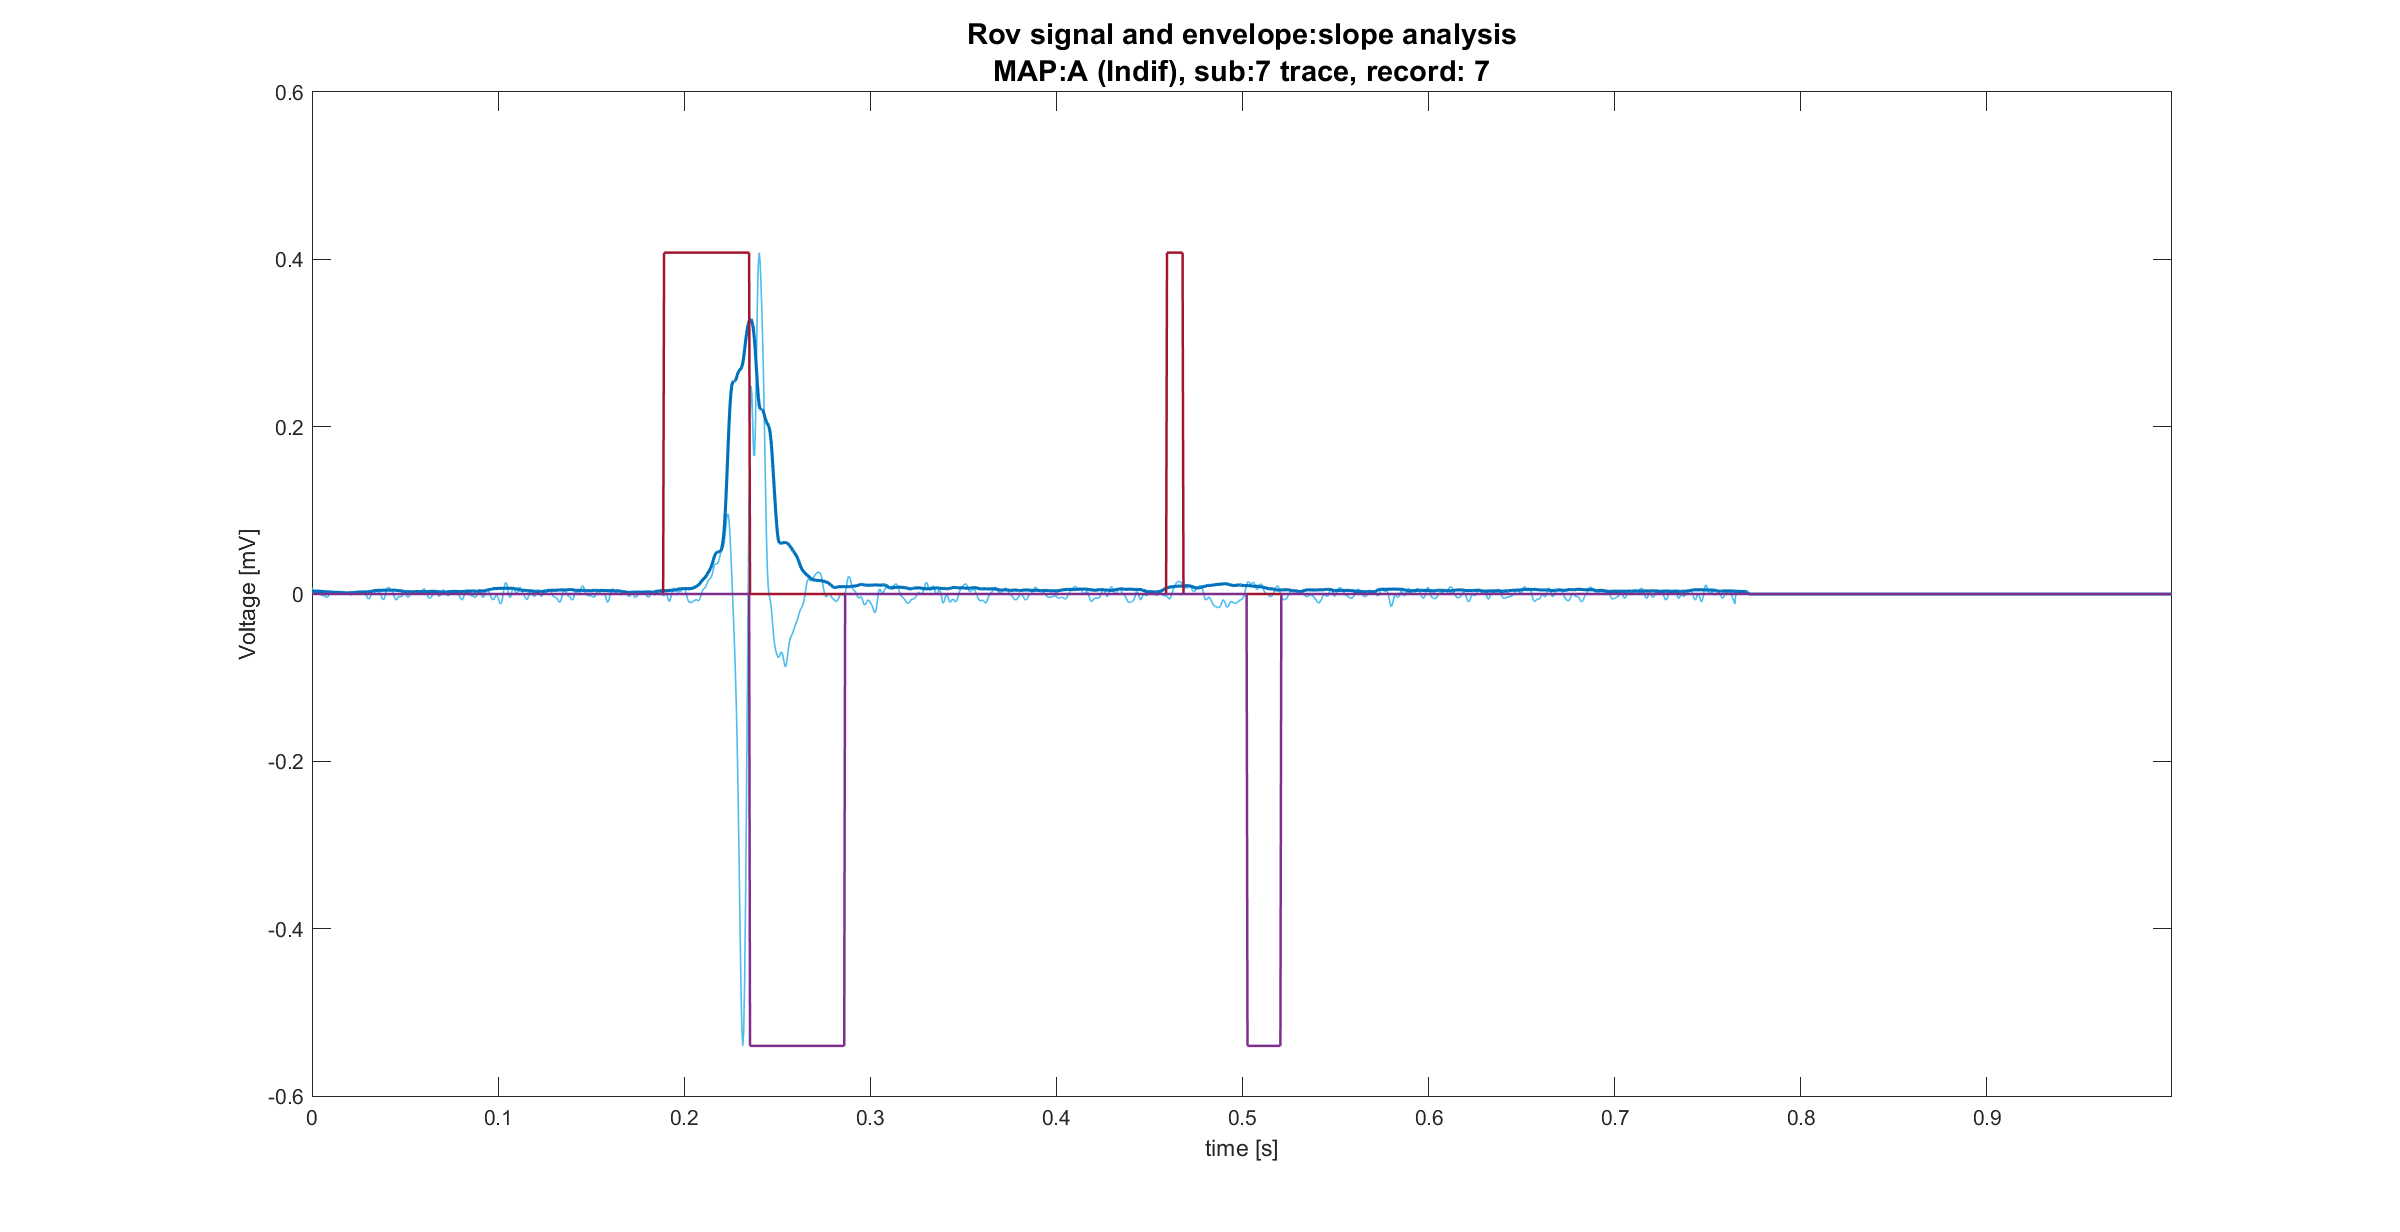 Rov signal and envelope:slope analysis
MAP:A (Indif), sub:7 trace, record: 7
0.6
0.4
0.2
0
-0.2
-0.4
-0.6
Voltage [mV]
0 0.1 0.2 0.3 0.4 0.5 0.6 0.7 0.8 0.9
time [s]